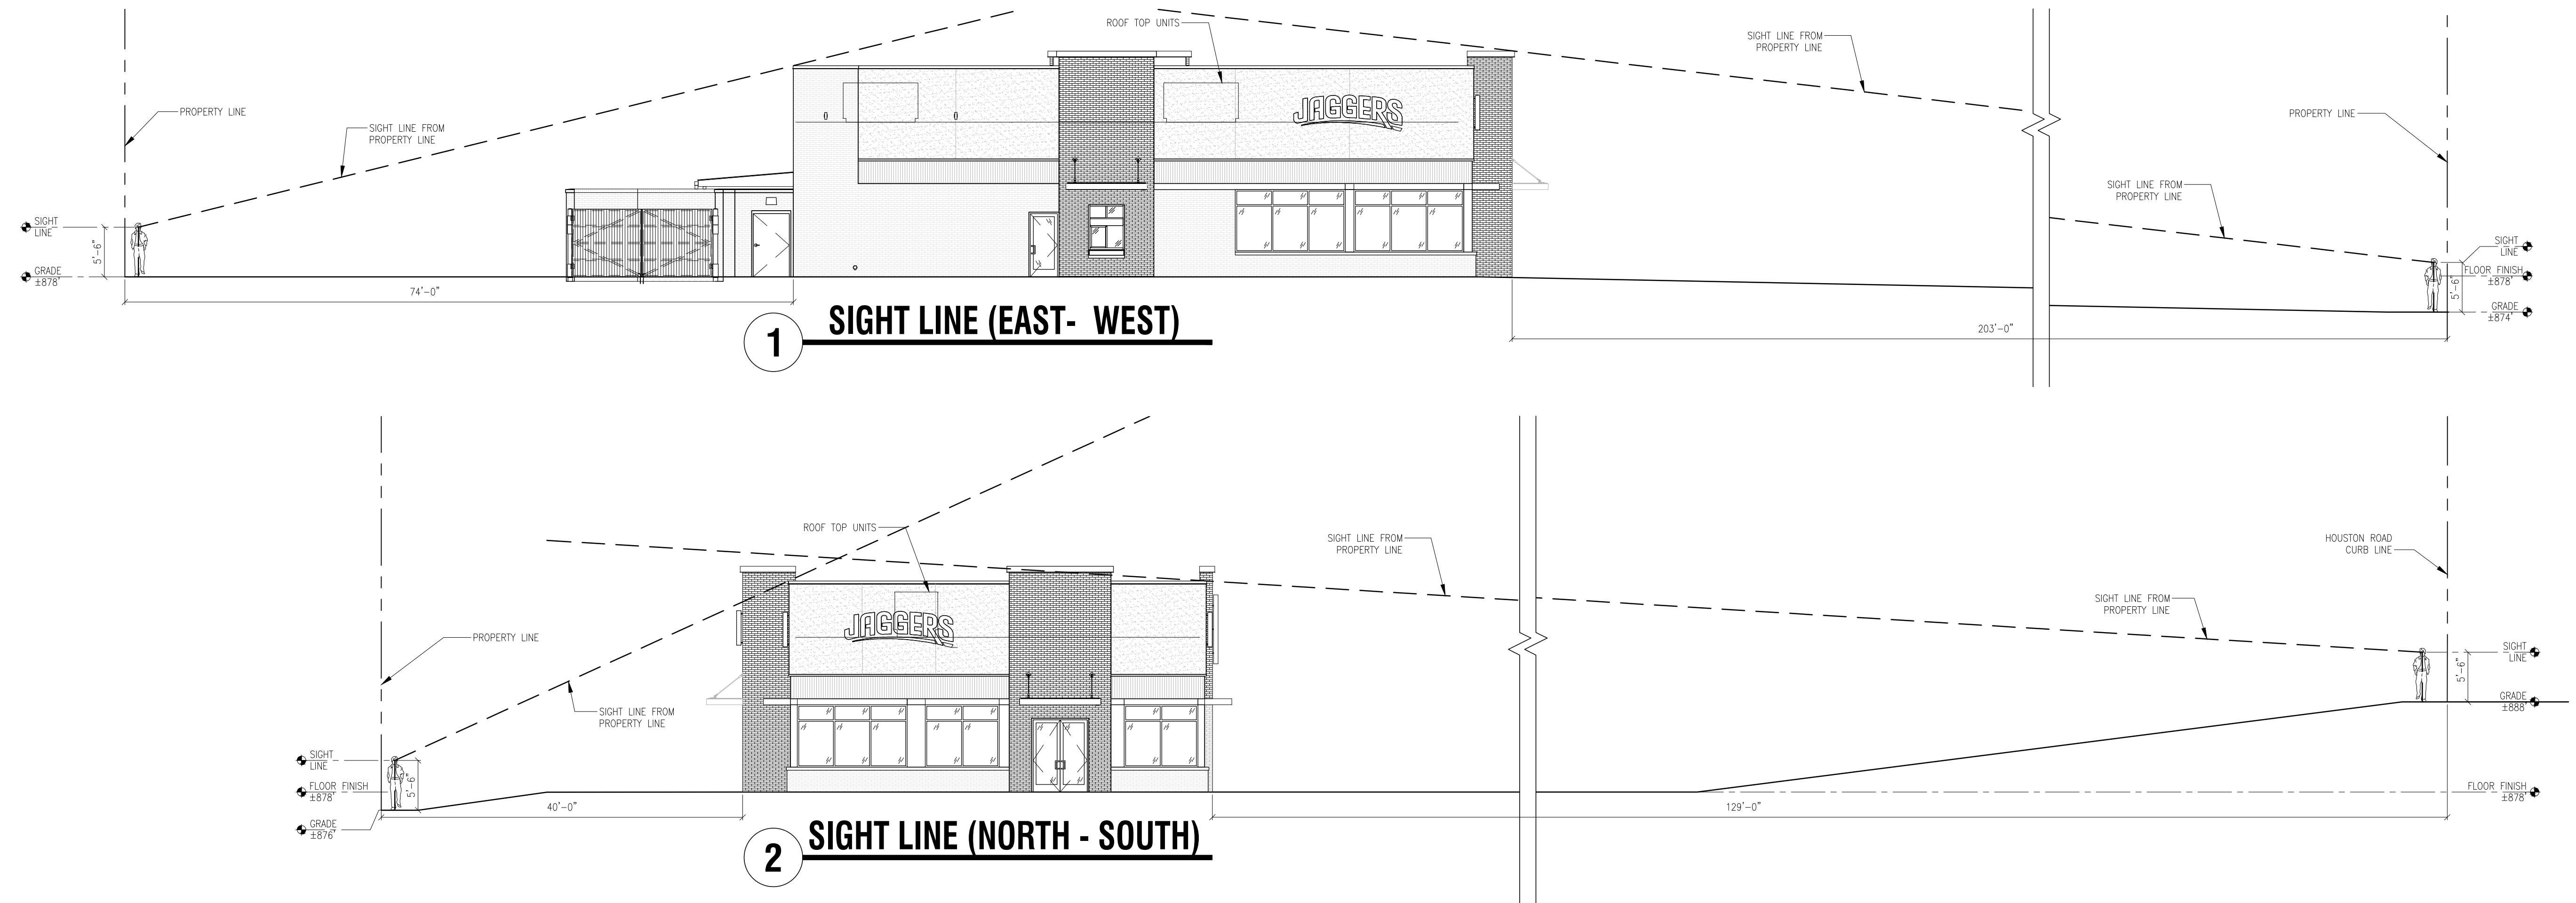 ROOF TOP UNITS
SIGHT LINE FROM
PROPERTY LINE
PROPERTY LINE
SIGHT LINE FROM
PROPERTY LINE
JAGGERS
PROPERTY LINE
SIGHT LINE FROM
PROPERTY LINE
SIGHT
LINE
5'-6"
GRADE
±878'
74'-0"
SIGHT
LINE
FLOOR FINISH
±878'
5'-6"
GRADE
±874'
203'-0"
1
SIGHT LINE (EAST- WEST)
ROOF TOP UNITS
SIGHT LINE FROM
PROPERTY LINE
HOUSTON ROAD
CURB LINE
SIGHT LINE FROM
PROPERTY LINE
JAGGERS
PROPERTY LINE
SIGHT LINE FROM
PROPERTY LINE
SIGHT
LINE
5'-6"
GRADE
±888'
SIGHT
LINE
FLOOR FINISH
±878'
5'-6"
GRADE
±876'
40'-0"
129'-0"
FLOOR FINISH
±878'
2
SIGHT LINE (NORTH - SOUTH)